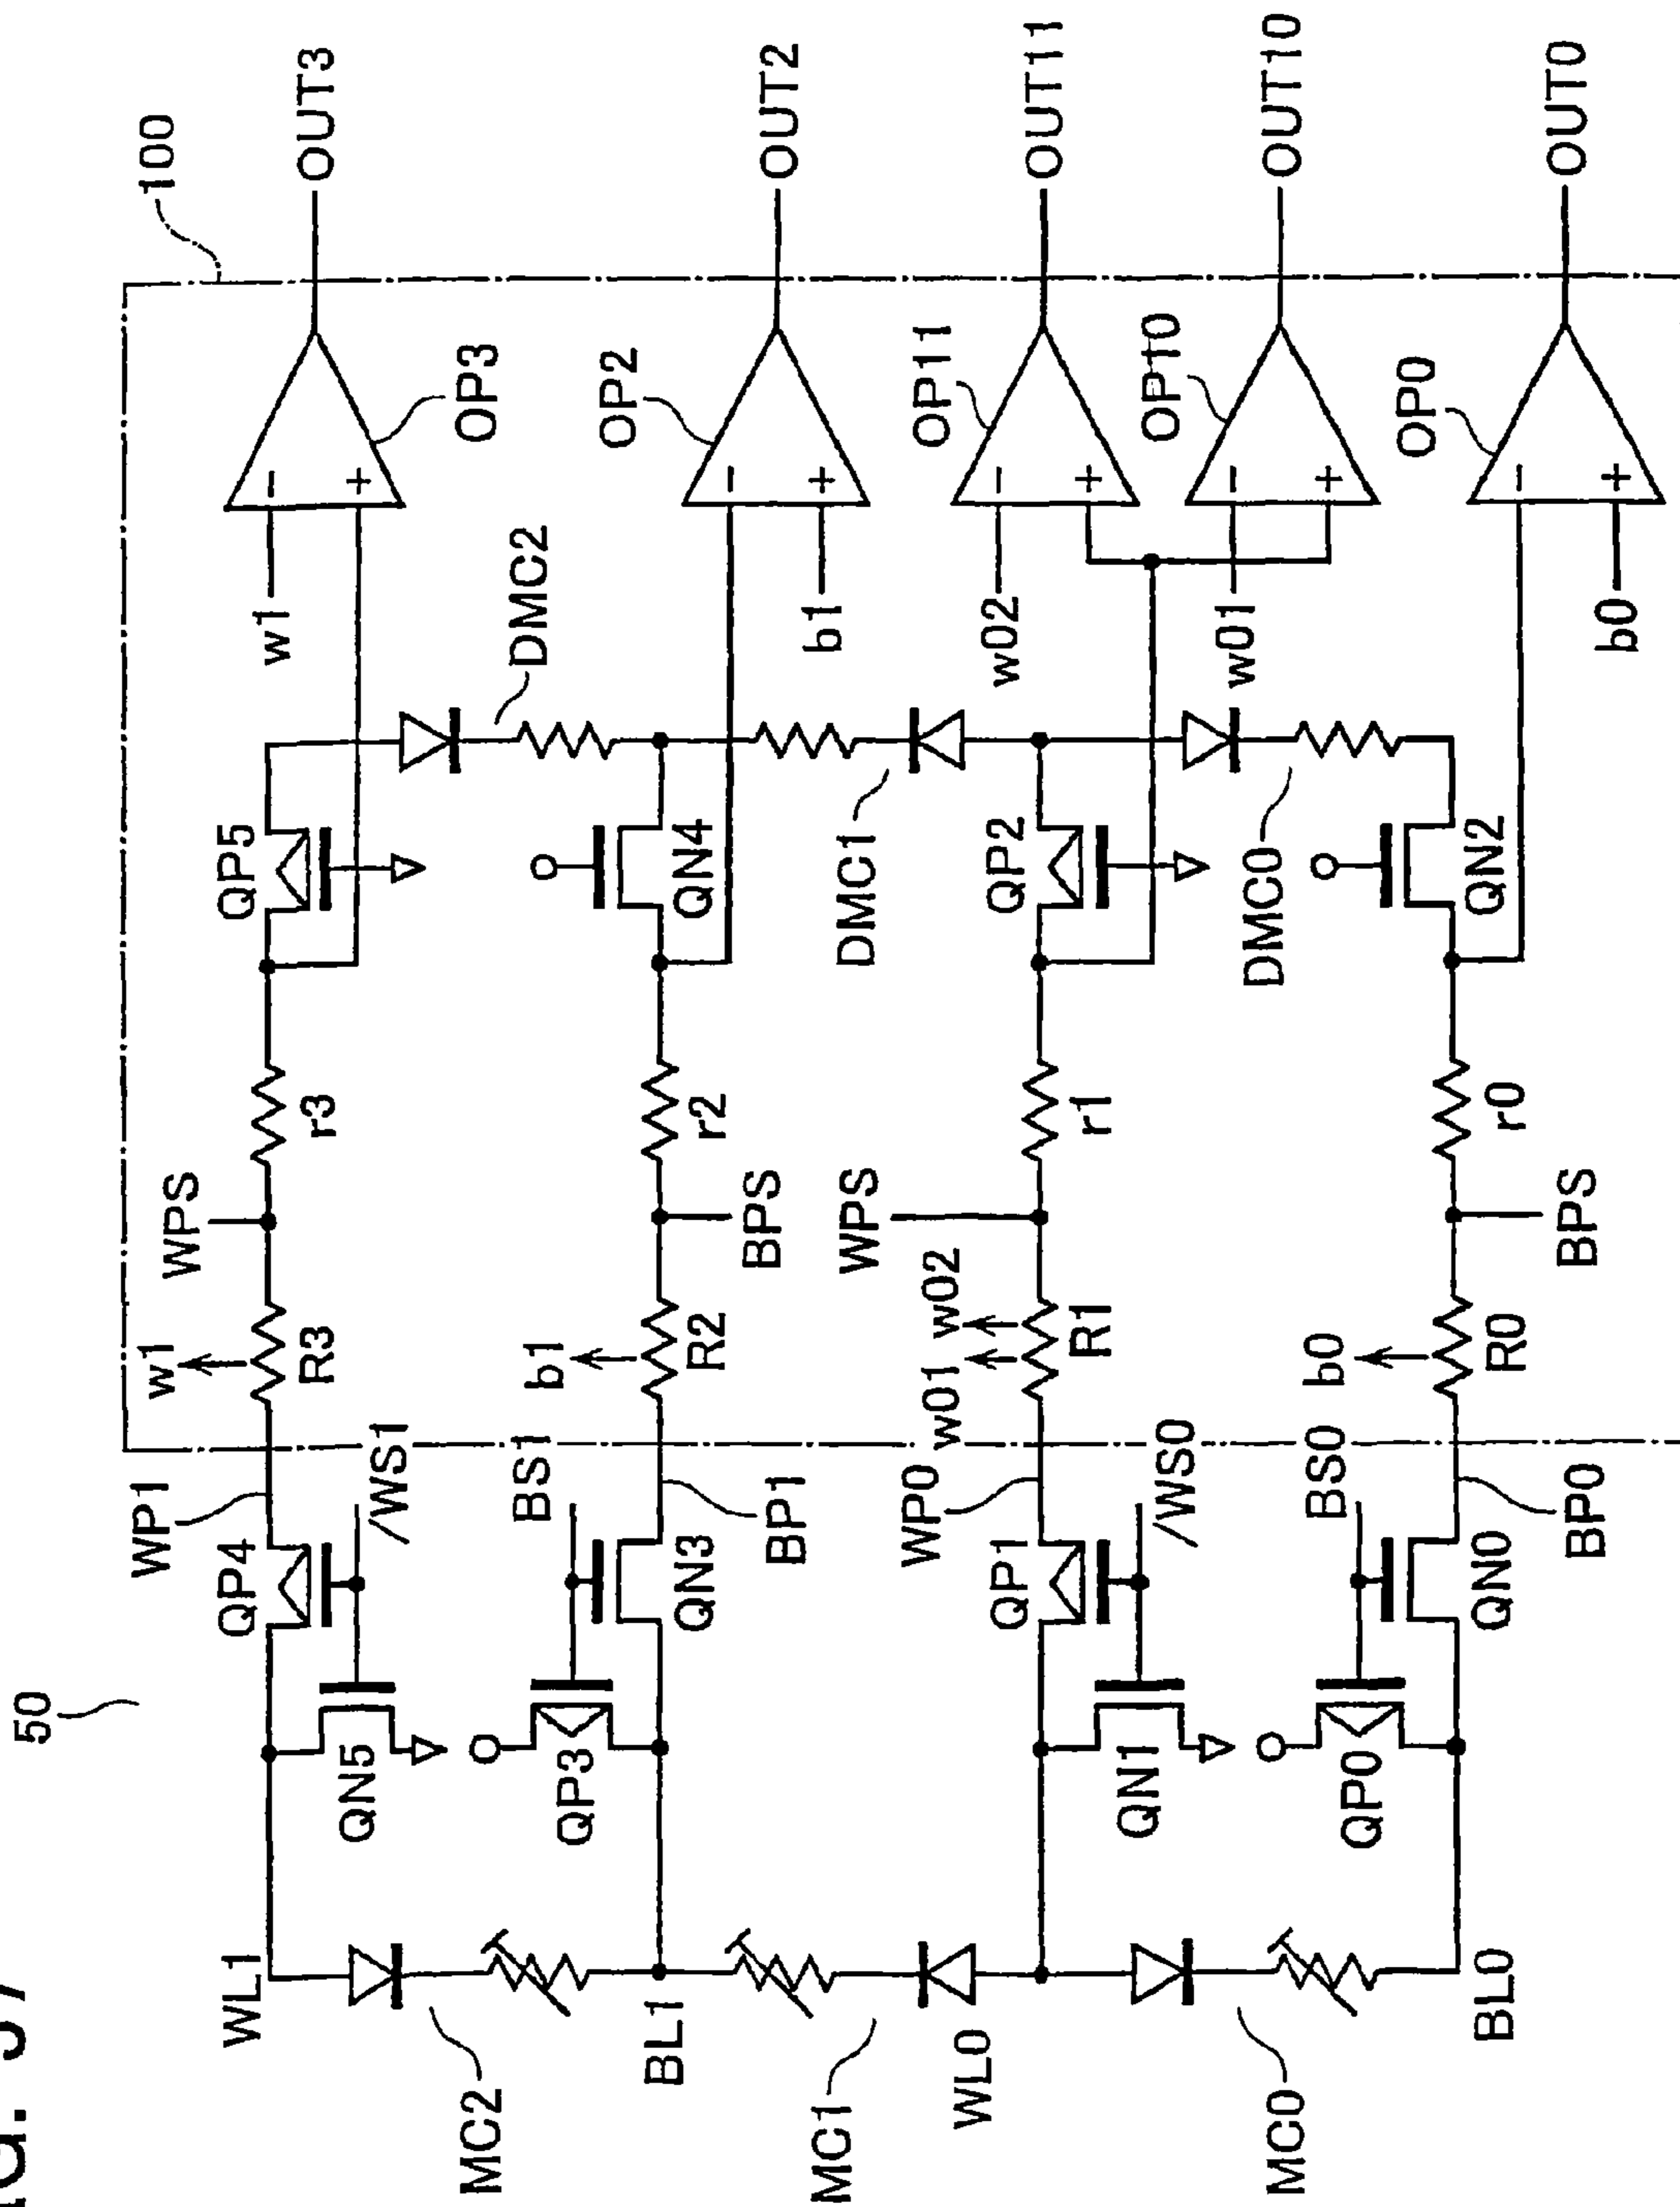 50
100
WP1
w1
WPS
OUT3
QP4
/WS1
R3
r3
QP5
w1
-
+
OP3
WL1
QN5
BS1
b1
DMC2
OP2
OUT2
MC2
QP3
QN3
BP1
R2
BPS
r2
QN4
b1
-
+
BL1
DMC1
MC1
WL0
WP0
w01
w02
WPS
w02
-
+
OP11
OUT11
QP1
/WS0
R1
r1
QP2
w01
-
+
OP10
OUT10
QN1
DMC0
MC0
QP0
BS0
b0
OP0
OUT0
BL0
QN0
BP0
R0
BPS
r0
QN2
b0
-
+